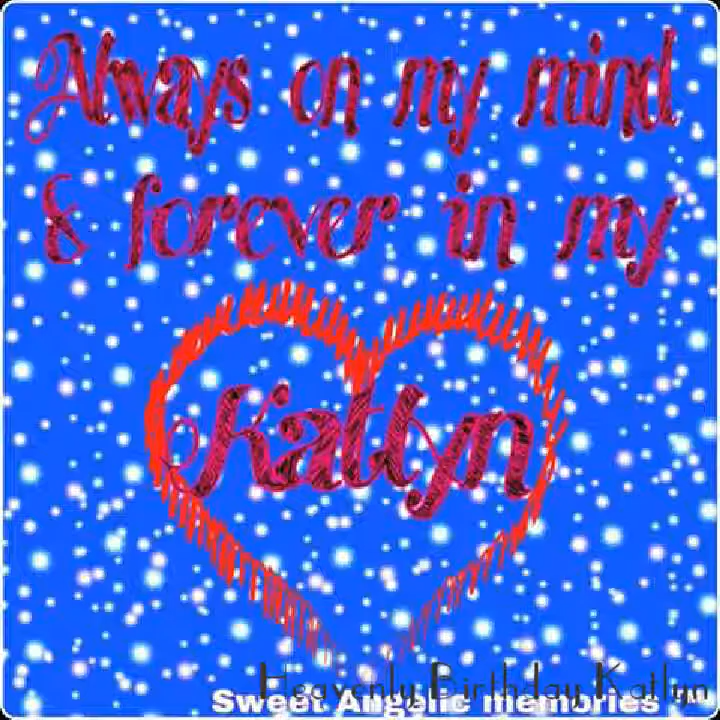 Always on my mind
& forever in my
Katlyn
Heavenly Birthday Katlyn
Sweet Angelic memories